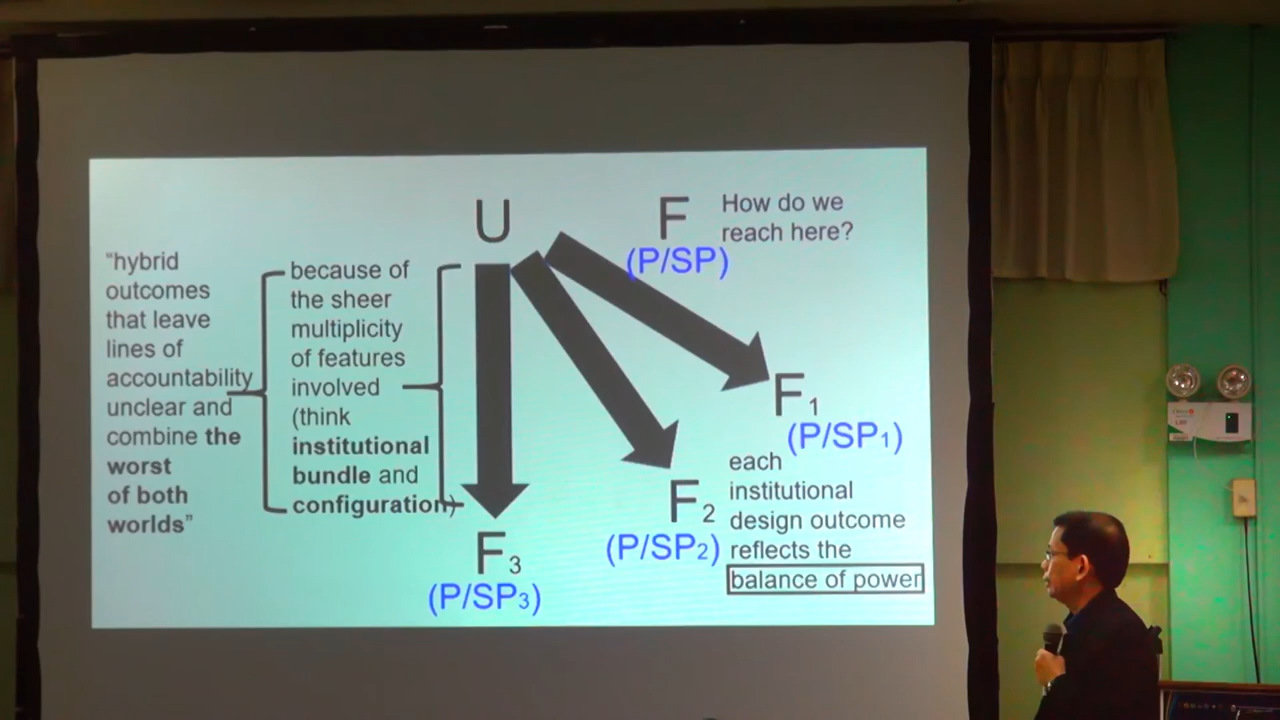 U
F
How do we
reach here?
(P/SP)
"hybrid
outcomes
that leave
lines of
accountability
unclear and
combine the
worst
of both
worlds"
because of
the sheer
multiplicity
of features
involved
(think
institutional
bundle and
configuration)
F1
(P/SP1)
F2
(P/SP2)
F3
(P/SP3)
each
institutional
design outcome
reflects the
balance of power